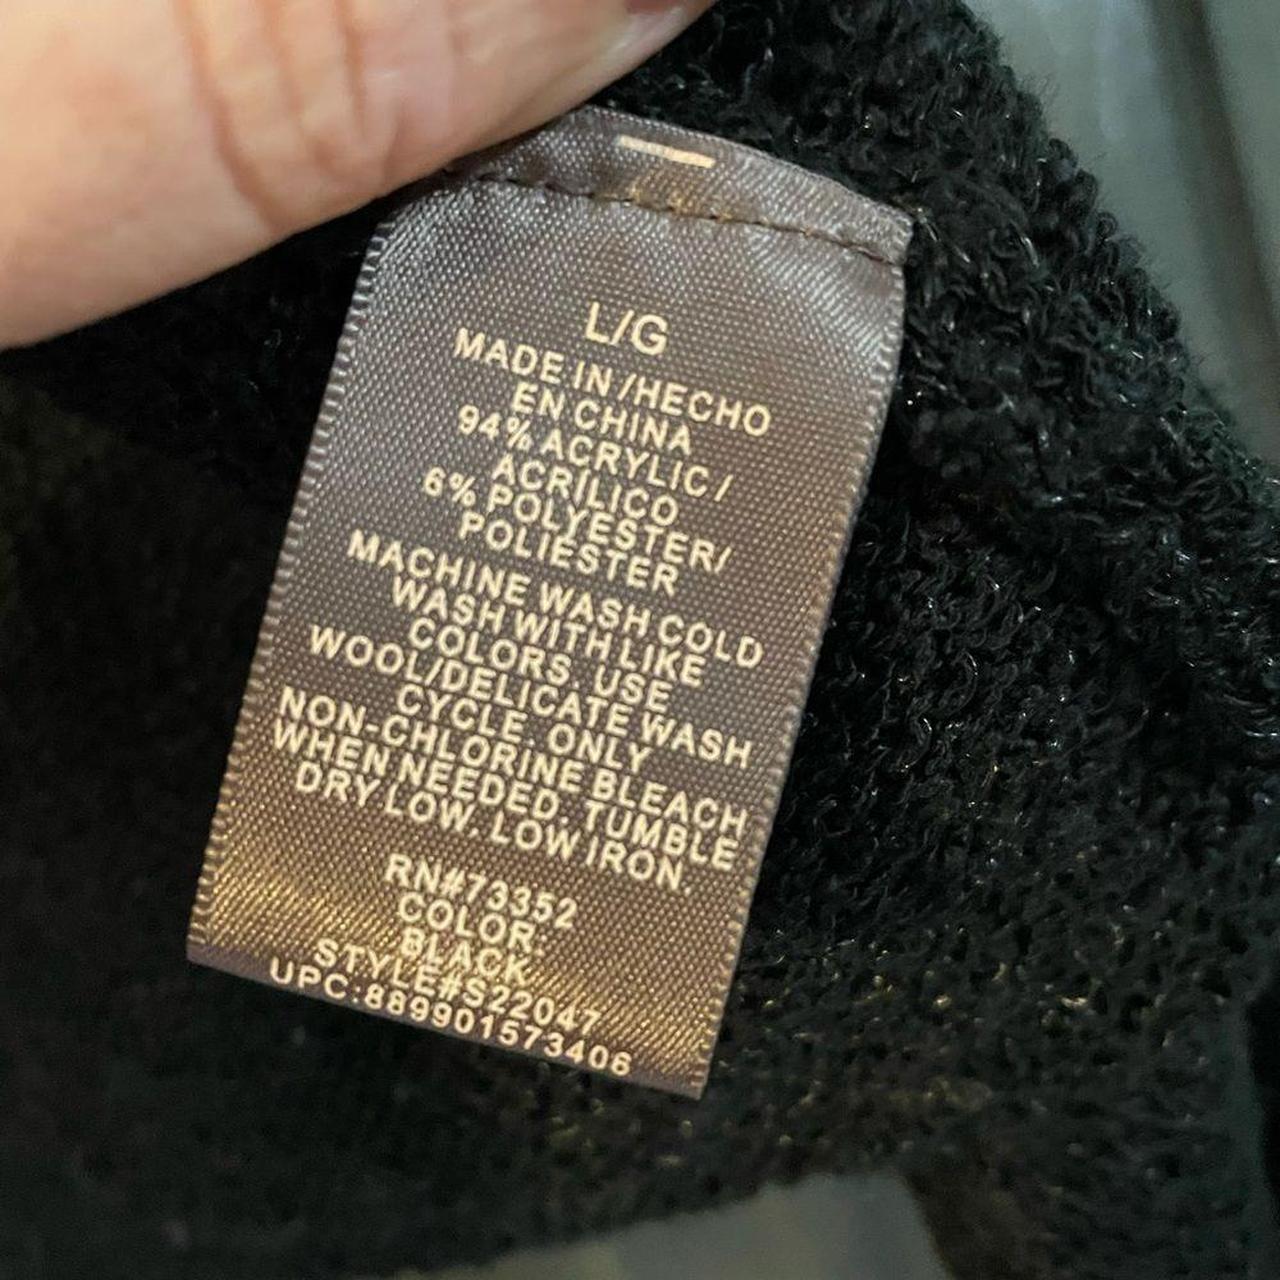 L/G
MADE IN /HECHO
EN CHINA
94% ACRYLIC /
ACRILICO
6% POLYESTER/
POLIESTER
MACHINE WASH COLD
WASH WITH LIKE
COLORS. USE
WOOL/DELICATE WASH
CYCLE. ONLY
NON-CHLORINE BLEACH
WHEN NEEDED. TUMBLE
DRY LOW. LOW IRON.
RN#73352
COLOR:
BLACK
STYLE#S22047
UPC:889901573406